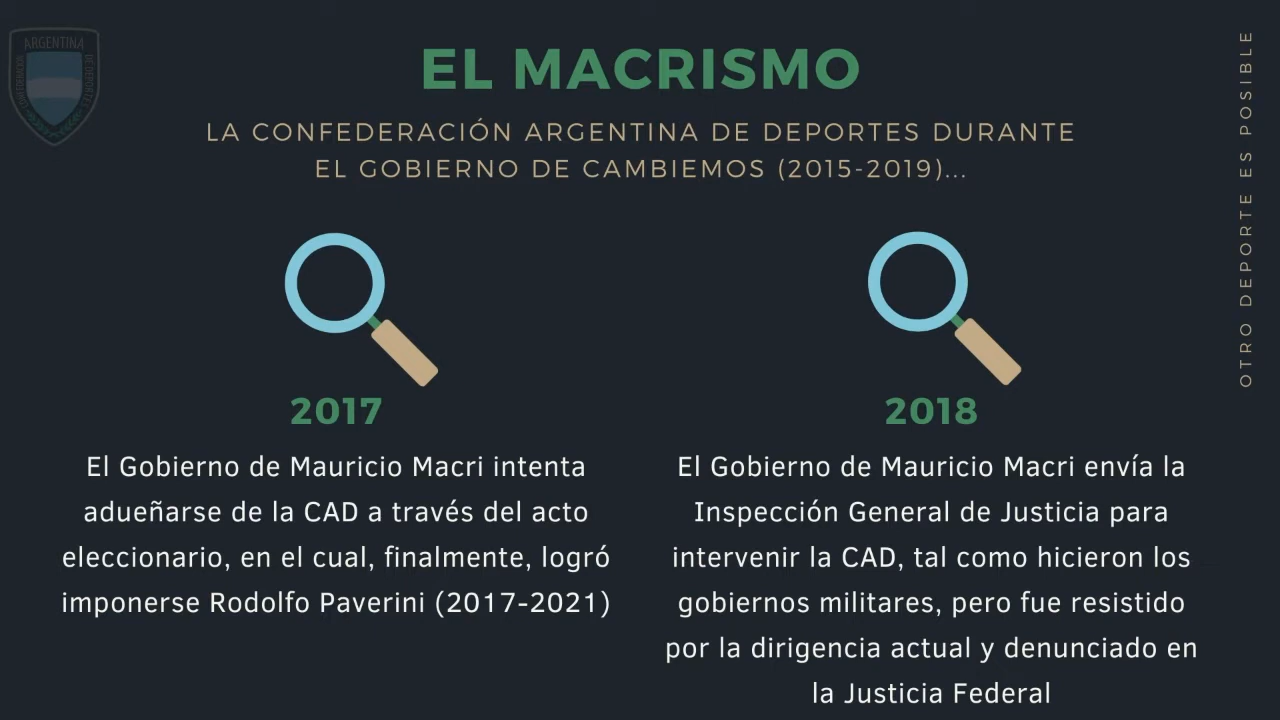 ARGENTINA
CONFEDERACIÓN
DE DEPORTES
EL MACRISMO
LA CONFEDERACIÓN ARGENTINA DE DEPORTES DURANTE
EL GOBIERNO DE CAMBIEMOS (2015-2019)...
OTRO DEPORTE ES POSIBLE
2017
El Gobierno de Mauricio Macri intenta
adueñarse de la CAD a través del acto
eleccionario, en el cual, finalmente, logró
imponerse Rodolfo Paverini (2017-2021)
2018
El Gobierno de Mauricio Macri envía la
Inspección General de Justicia para
intervenir la CAD, tal como hicieron los
gobiernos militares, pero fue resistido
por la dirigencia actual y denunciado en
la Justicia Federal